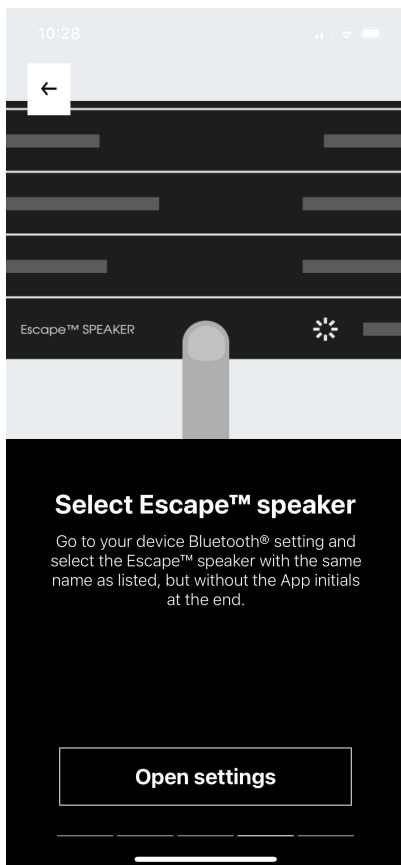 10:28
Escape™ SPEAKER
Select Escape™ speaker
Go to your device Bluetooth® setting and
select the Escape™ speaker with the same
name as listed, but without the App initials
at the end.
Open settings